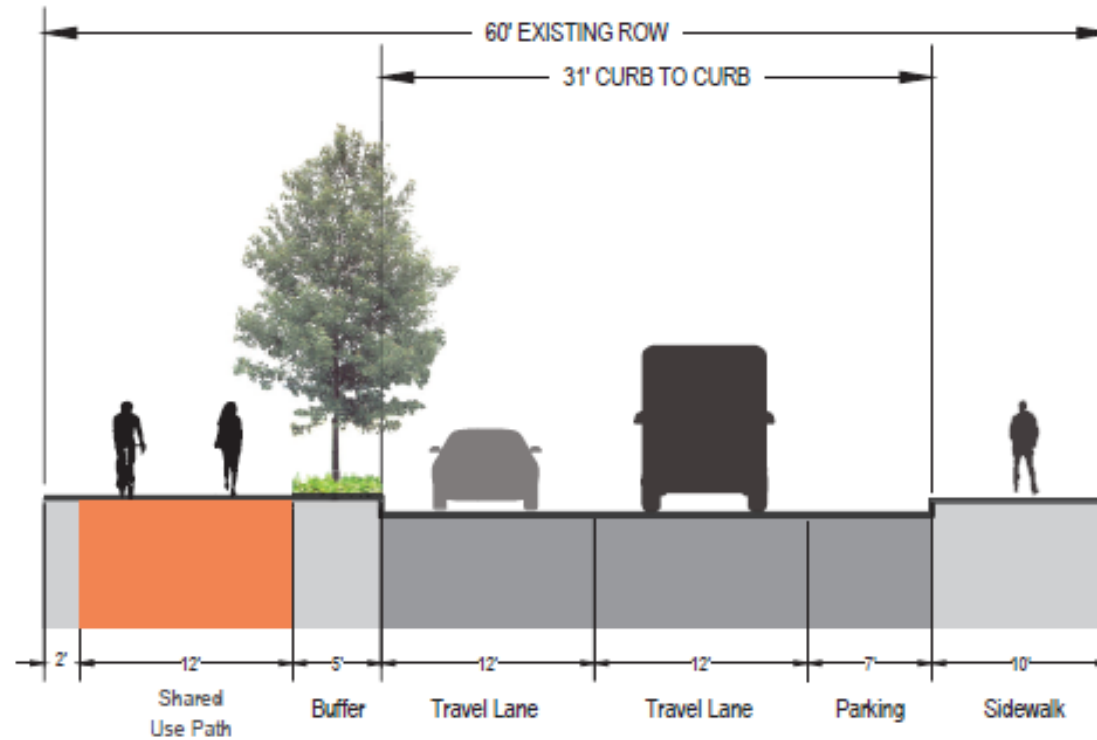 60' EXISTING ROW
31' CURB TO CURB
2'
12'
5'
12'
12'
7'
10'
Shared
Use Path
Buffer
Travel Lane
Travel Lane
Parking
Sidewalk